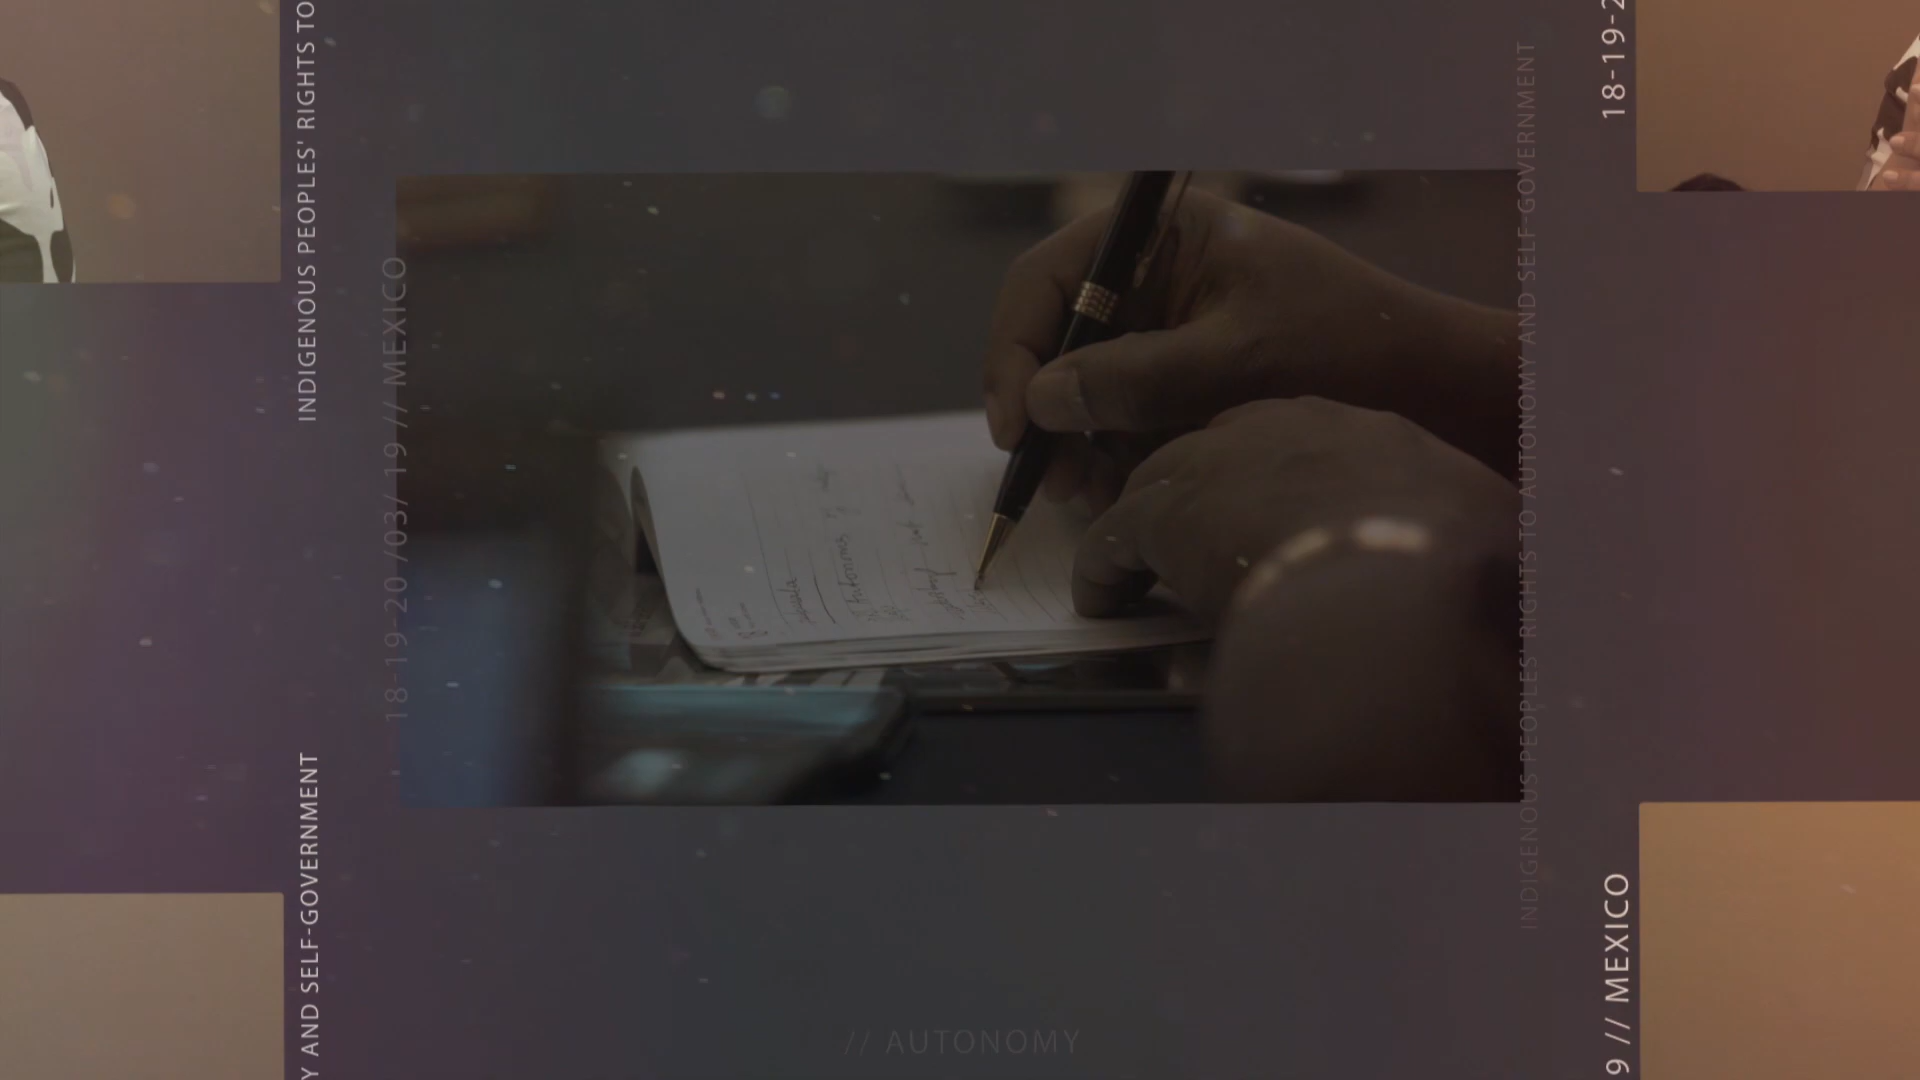 INDIGENOUS PEOPLES' RIGHTS TO
Y AND SELF-GOVERNMENT
18-19-20 /03/ 19 // MEXICO
INDIGENOUS PEOPLES' RIGHTS TO AUTONOMY AND SELF-GOVERNMENT
18-19-2
9 // MEXICO
// AUTONOMY